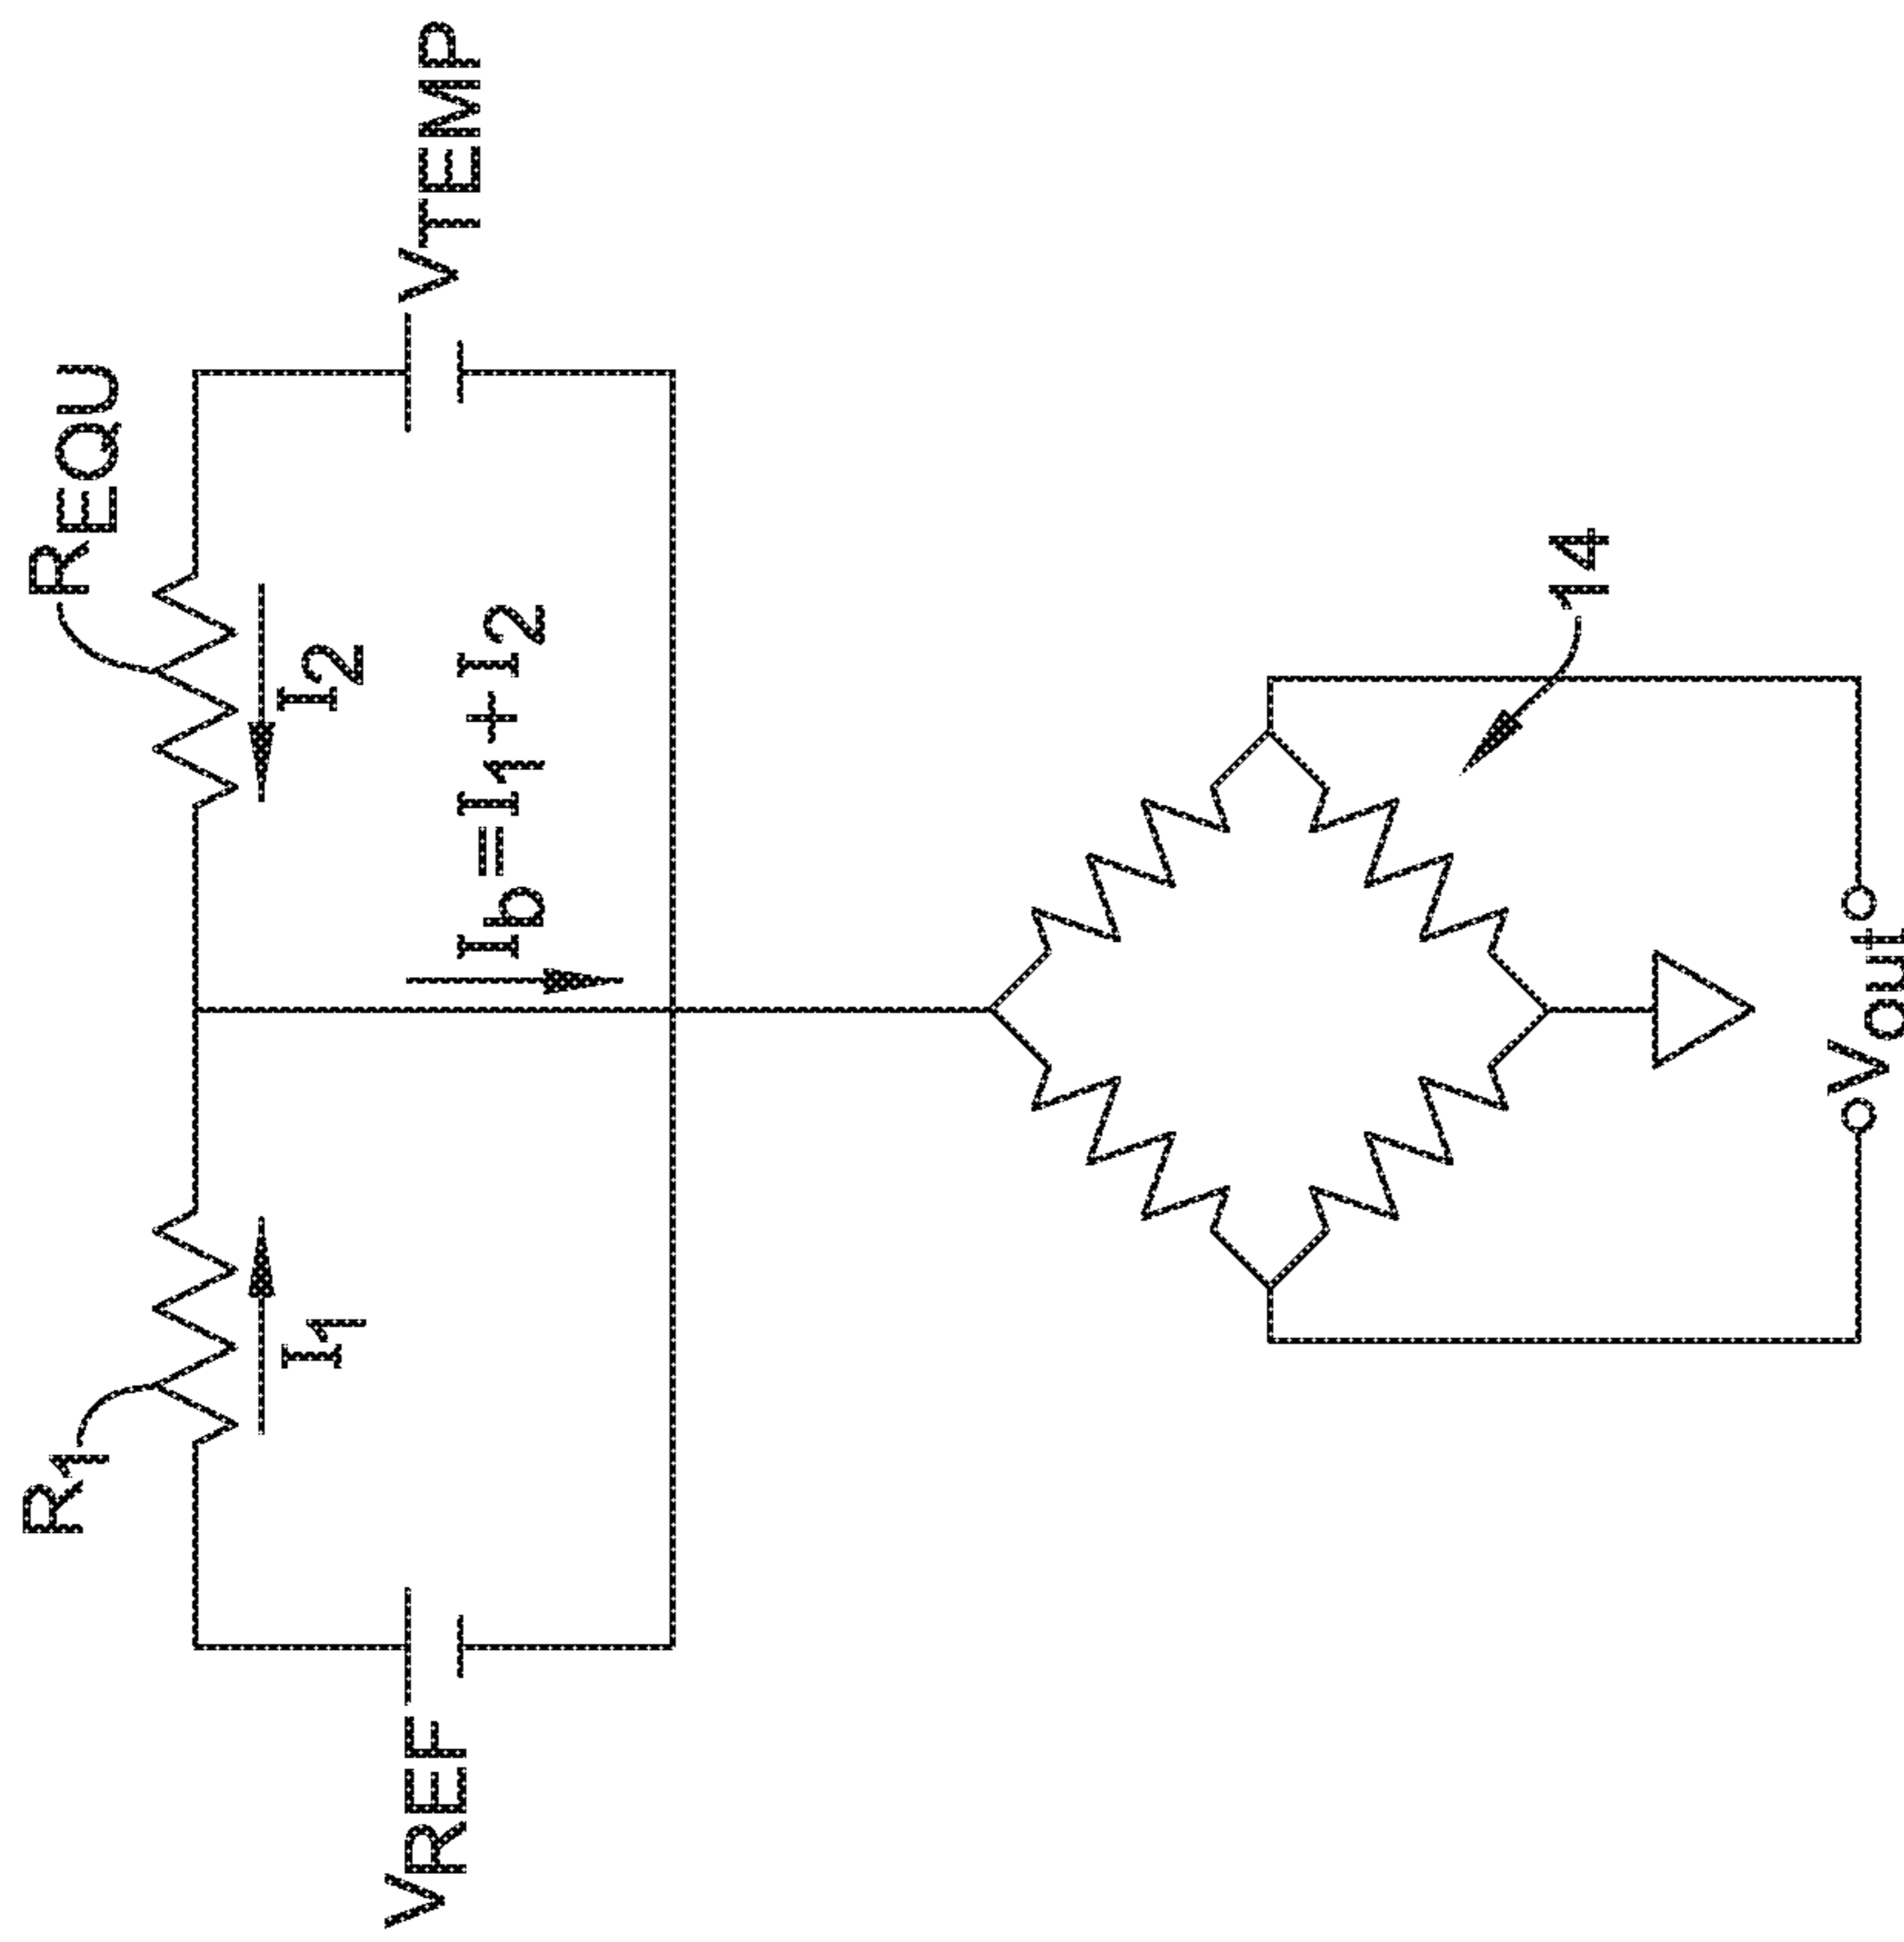 R1
REQU
I1
I2
VREF
VTEMP
Ib=I1+I2
14
Vout